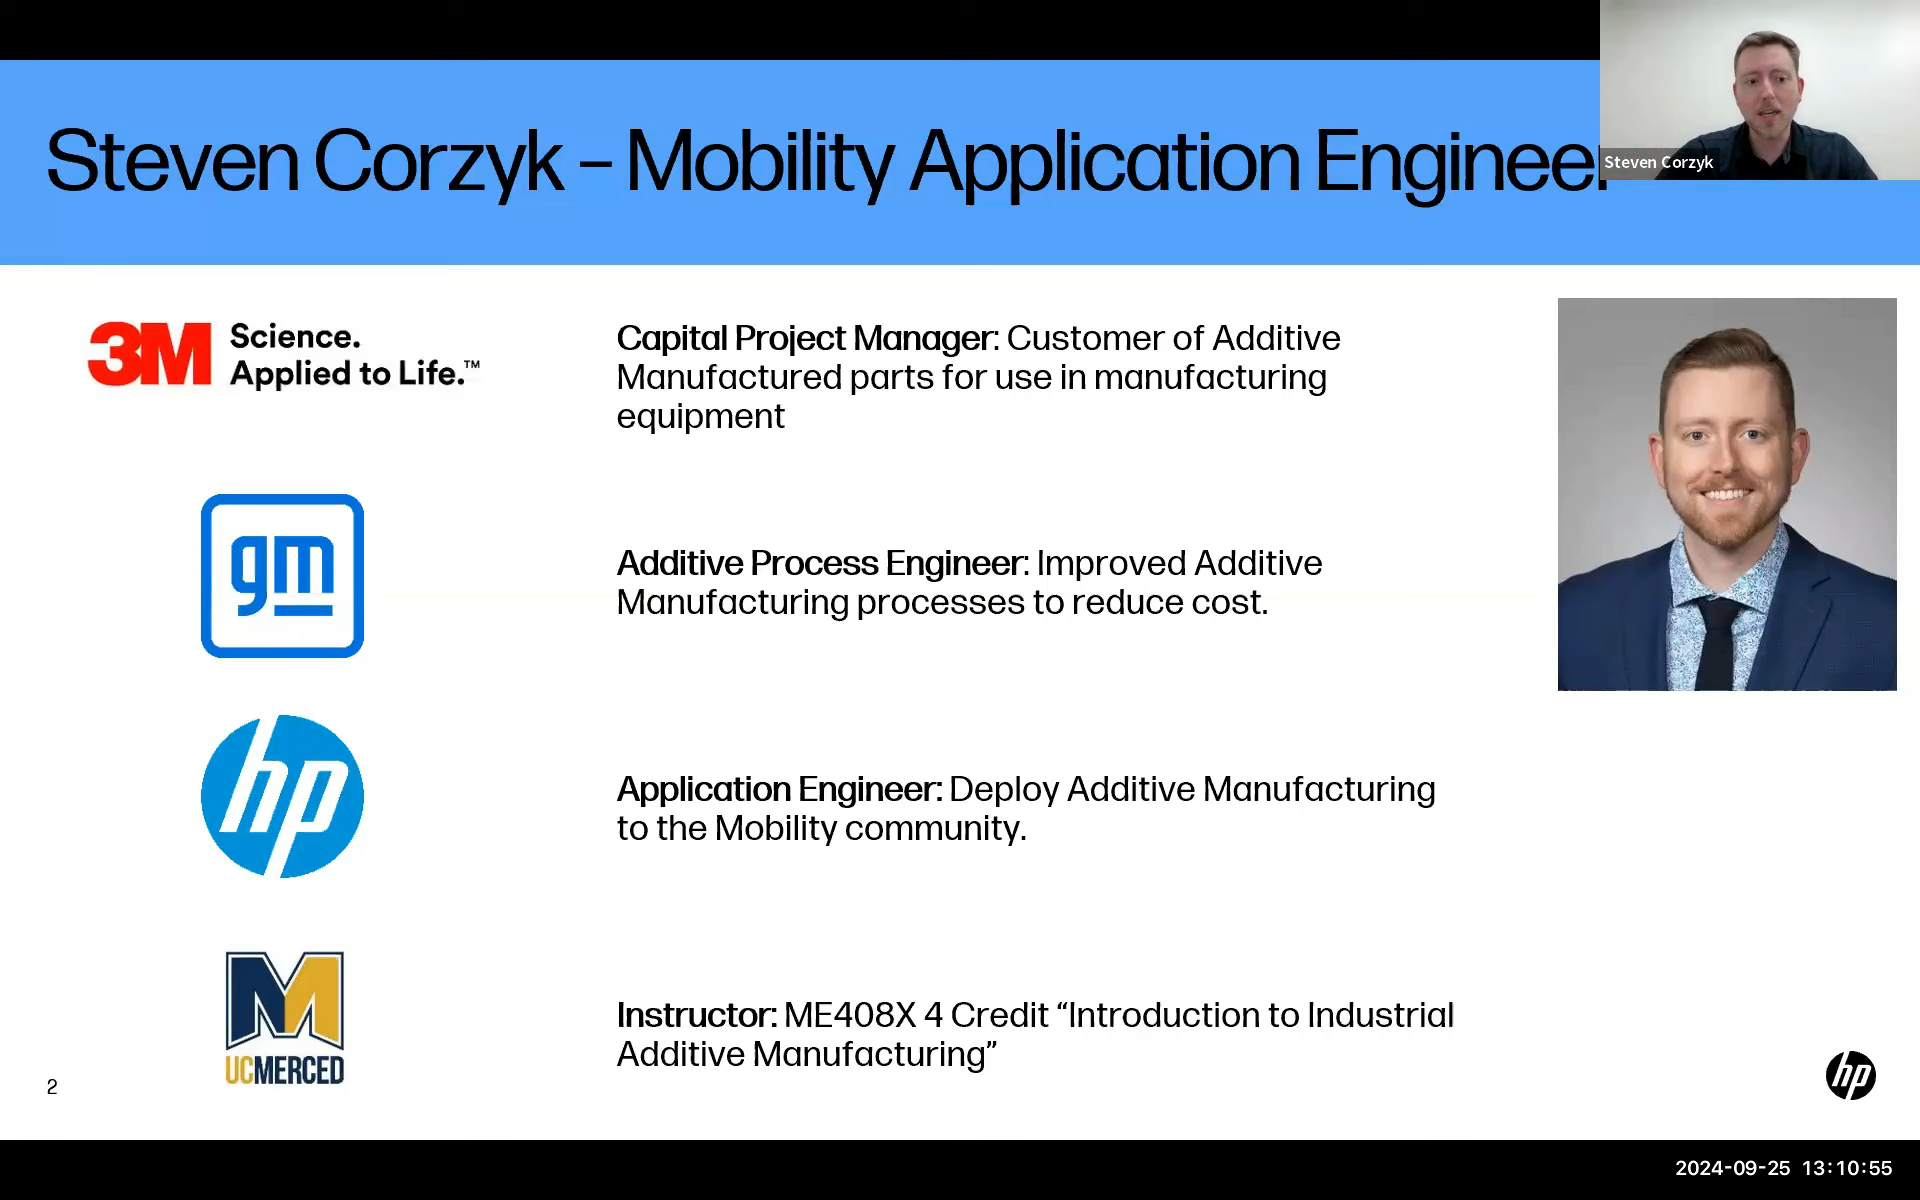 Steven Corzyk – Mobility Application Engineer
Steven Corzyk
3M Science.
Applied to Life.™
Capital Project Manager: Customer of Additive
Manufactured parts for use in manufacturing
equipment
gm
Additive Process Engineer: Improved Additive
Manufacturing processes to reduce cost.
hp
Application Engineer: Deploy Additive Manufacturing
to the Mobility community.
M
UCMERCED
Instructor: ME408X 4 Credit “Introduction to Industrial
Additive Manufacturing”
2
hp
2024-09-25 13:10:55